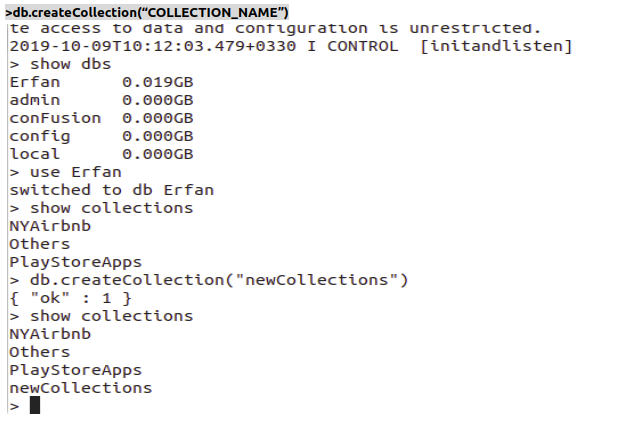 >db.createCollection(“COLLECTION_NAME”)
te access to data and configuration is unrestricted.
2019-10-09T10:12:03.479+0330 I CONTROL  [initandlisten]
> show dbs
Erfan      0.019GB
admin      0.000GB
conFusion  0.000GB
config     0.000GB
local      0.000GB
> use Erfan
switched to db Erfan
> show collections
NYAirbnb
Others
PlayStoreApps
> db.createCollection("newCollections")
{ "ok" : 1 }
> show collections
NYAirbnb
Others
PlayStoreApps
newCollections
>